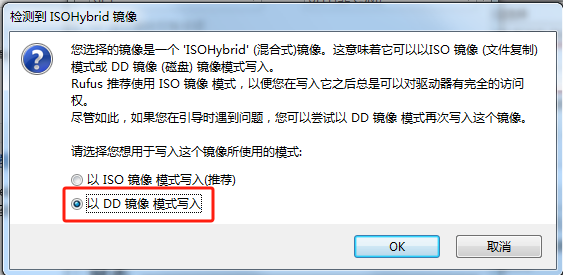 检测到 ISOHybrid 镜像
您选择的镜像是一个 'ISOHybrid' (混合式)镜像。这意味着它可以以ISO 镜像 (文件复制)
模式或 DD 镜像 (磁盘) 镜像模式写入。
Rufus 推荐使用 ISO 镜像 模式，以便您在写入它之后总是可以对驱动器有完全的访问
权。
尽管如此，如果您在引导时遇到问题，您可以尝试以 DD 镜像 模式再次写入这个镜像。
请选择您想用于写入这个镜像所使用的模式:
以 ISO 镜像 模式写入(推荐)
以 DD 镜像 模式写入
OK
取消